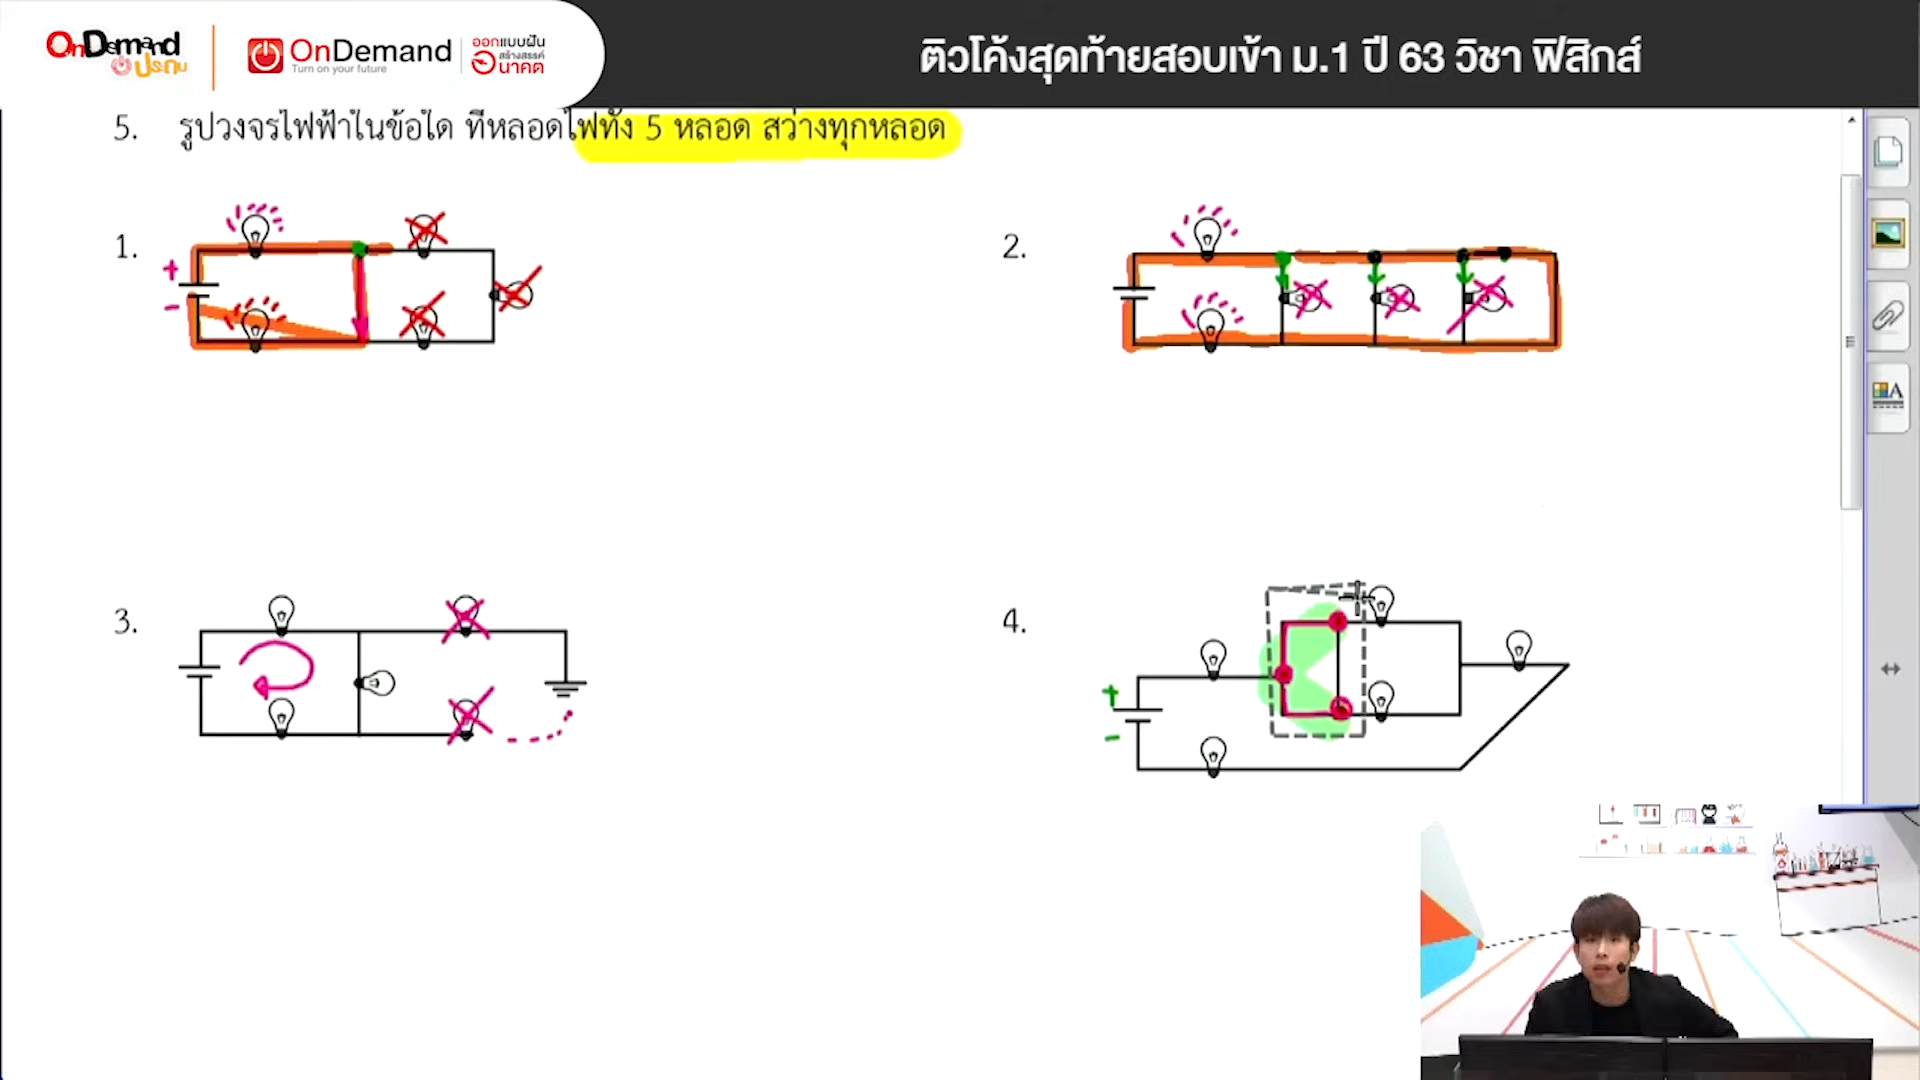 OnDemand
ประถม
OnDemand
Turn on your future
ออกแบบฝัน
สร้างสรรค์
อนาคต
ติวโค้งสุดท้ายสอบเข้า ม.1 ปี 63 วิชา ฟิสิกส์
5. รูปวงจรไฟฟ้าในข้อใด ที่หลอดไฟทั้ง 5 หลอด สว่างทุกหลอด
1.
+
-
2.
3.
4.
+
-
A